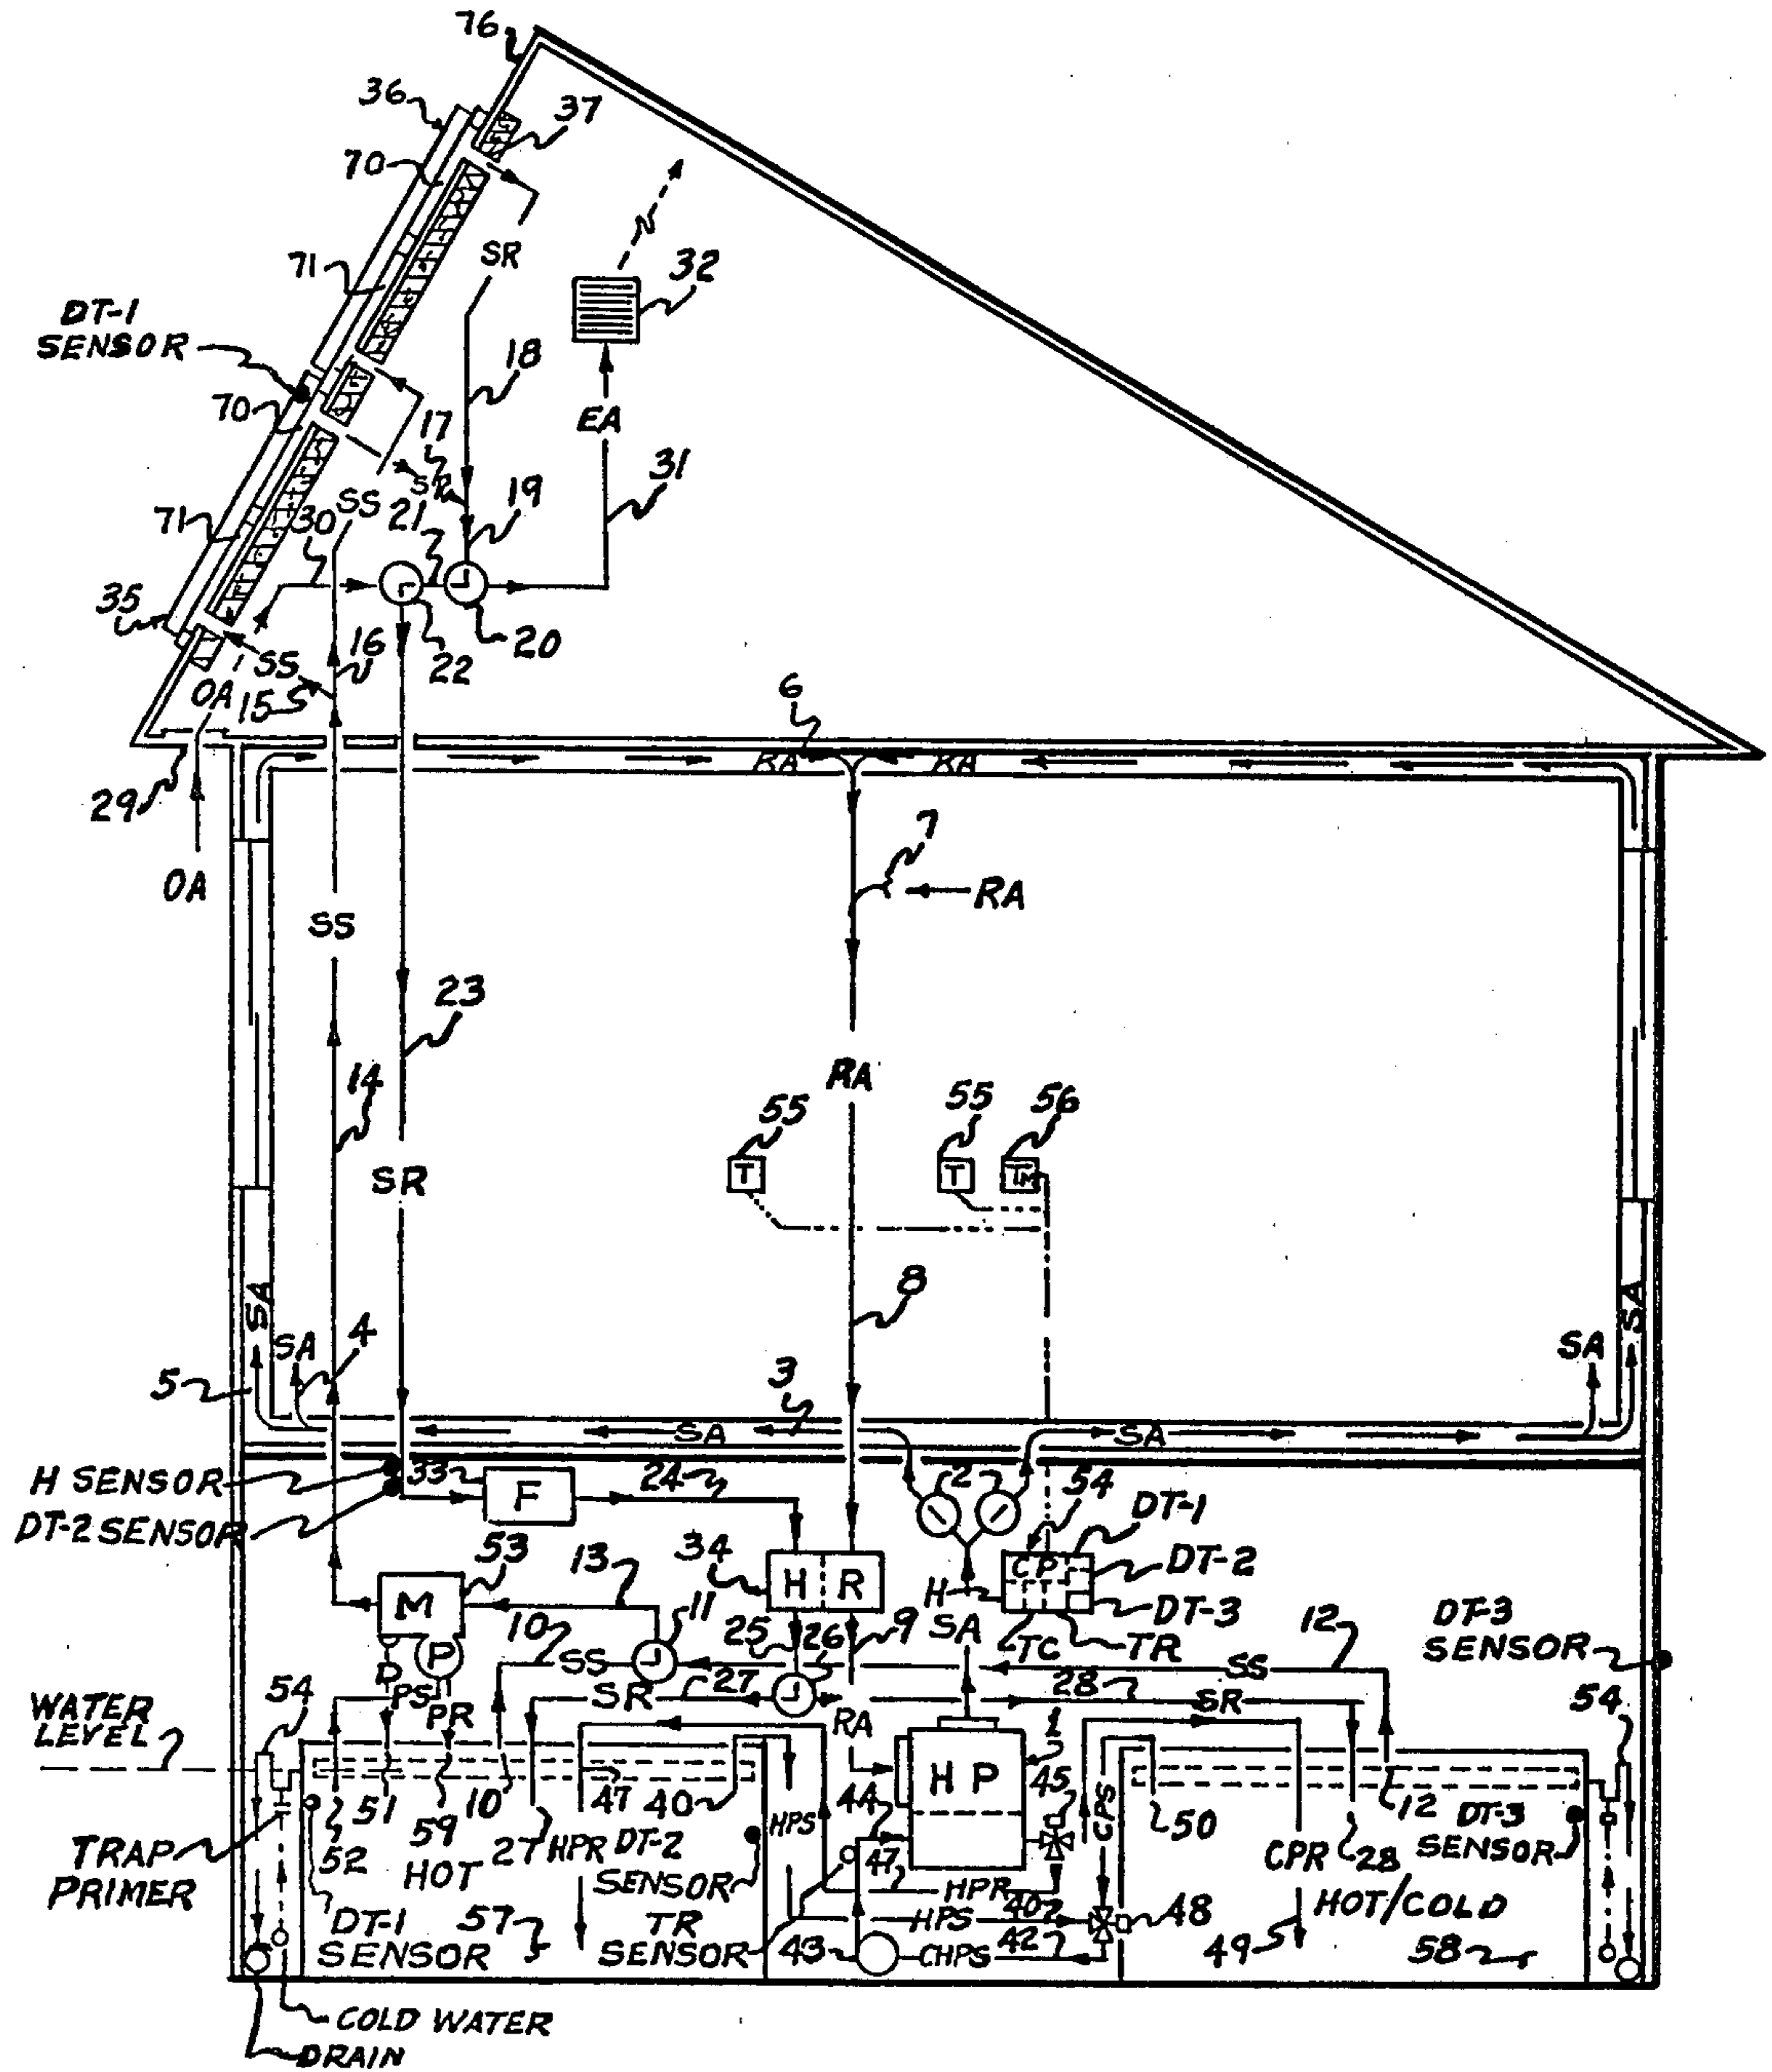 76
36
37
70
SR
71
32
DT-1
SENSOR
18
70
EA
17
SR
31
SS
19
71
30
21
35
16
20
SS
22
OA
15
6
RA
RA
29
7
OA
RA
SS
23
RA
14
55
55
56
T
T
TM
SR
8
SA
SA
4
3
SA
SA
5
SA
SA
H SENSOR
33
F
24
2
54
DT-1
DT-2 SENSOR
53
13
34
H
R
CP
DT-2
M
11
H
DT-3
DT-3
SENSOR
10
25
26
9
SA
TC
TR
12
P
SS
SS
D
54
PS
SR
27
28
SR
54
WATER
LEVEL
PR
RA
1
HP
45
51
59
10
47
40
HPS
44
CPS
50
12
DT-3
SENSOR
TRAP
PRIMER
52
HOT
27
HPR
DT-2
SENSOR
47
HPR
CPR
28
HOT/COLD
DT-1
SENSOR
57
TR
SENSOR
HPS
40
48
43
CHPS
42
49
58
COLD WATER
DRAIN